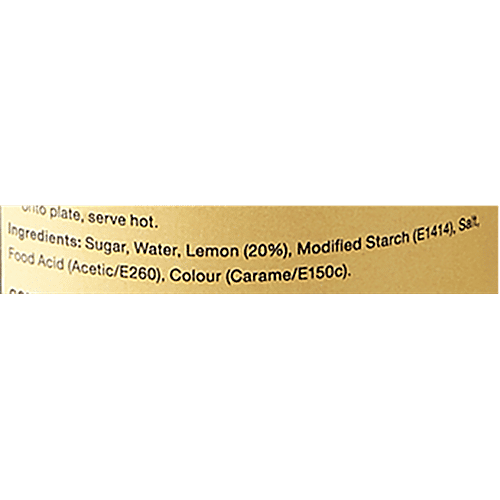 onto plate, serve hot.
Ingredients: Sugar, Water, Lemon (20%), Modified Starch (E1414), Salt,
Food Acid (Acetic/E260), Colour (Carame/E150c).